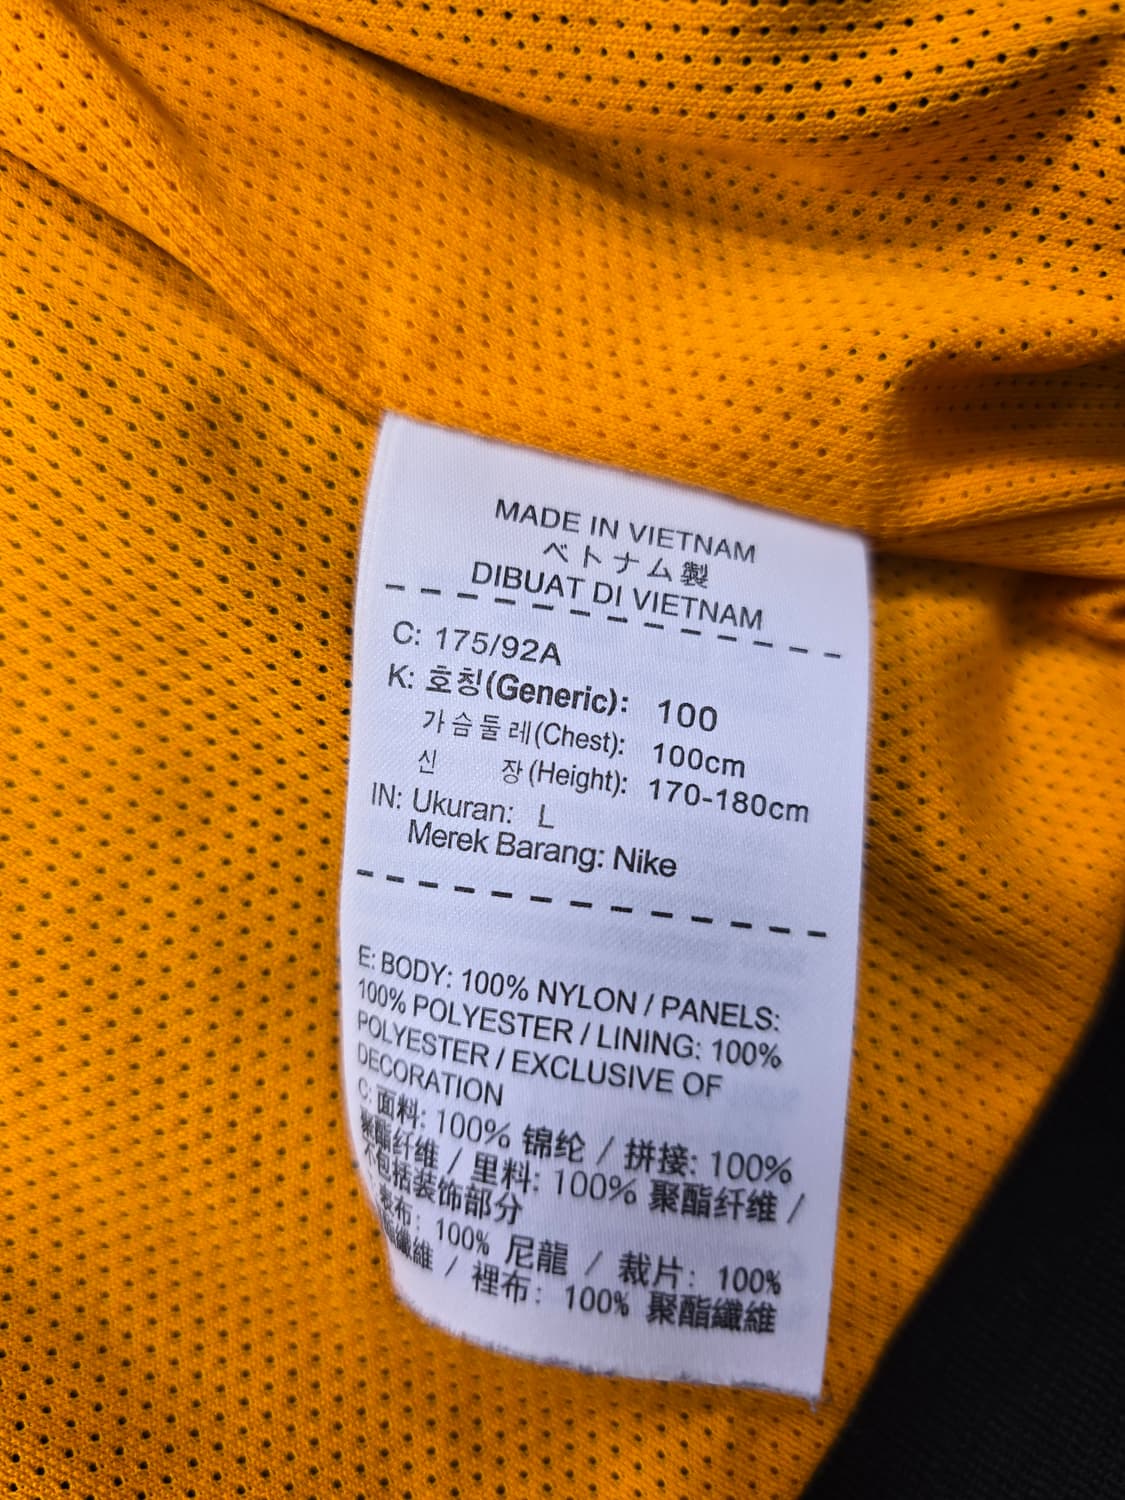 MADE IN VIETNAM
ベトナム製
DIBUAT DI VIETNAM
C: 175/92A
K: 호칭(Generic): 100
가슴둘레(Chest): 100cm
신 장(Height): 170-180cm
IN: Ukuran: L
Merek Barang: Nike
E: BODY: 100% NYLON / PANELS:
100% POLYESTER / LINING: 100%
POLYESTER / EXCLUSIVE OF
DECORATION
C: 面料: 100% 锦纶 / 拼接: 100%
聚酯纤维 / 里料: 100% 聚酯纤维 /
不包括装饰部分
表布: 100% 尼龍 / 裁片: 100%
纖維 / 裡布: 100% 聚酯纖維